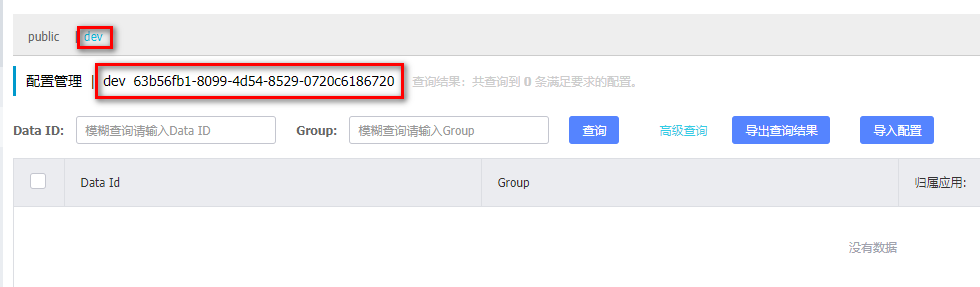 public | dev
配置管理 | dev 63b56fb1-8099-4d54-8529-0720c6186720 查询结果：共查询到 0 条满足要求的配置。
Data ID: 模糊查询请输入Data ID Group: 模糊查询请输入Group 查询 高级查询 导出查询结果 导入配置
Data Id Group 归属应用:
没有数据